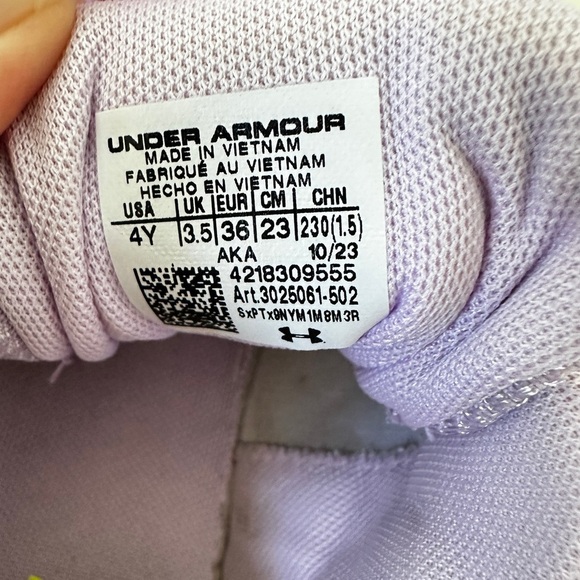 UNDER ARMOUR
MADE IN VIETNAM
FABRIQUÉ AU VIETNAM
HECHO EN VIETNAM
USA UK EUR CM CHN
4Y 3.5 36 23 230(1.5)
AKA 10/23
4218309555
Art.3025061-502
SxPTx9NYM1M8M3R